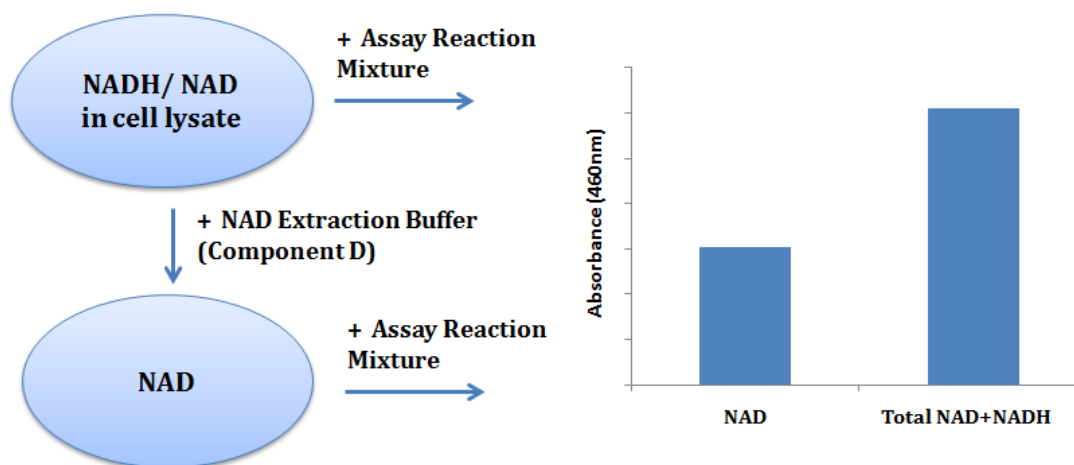 NADH/ NAD
in cell lysate
+ Assay Reaction
Mixture
+ NAD Extraction Buffer
(Component D)
NAD
+ Assay Reaction
Mixture
Absorbance (460nm)
NAD
Total NAD+NADH